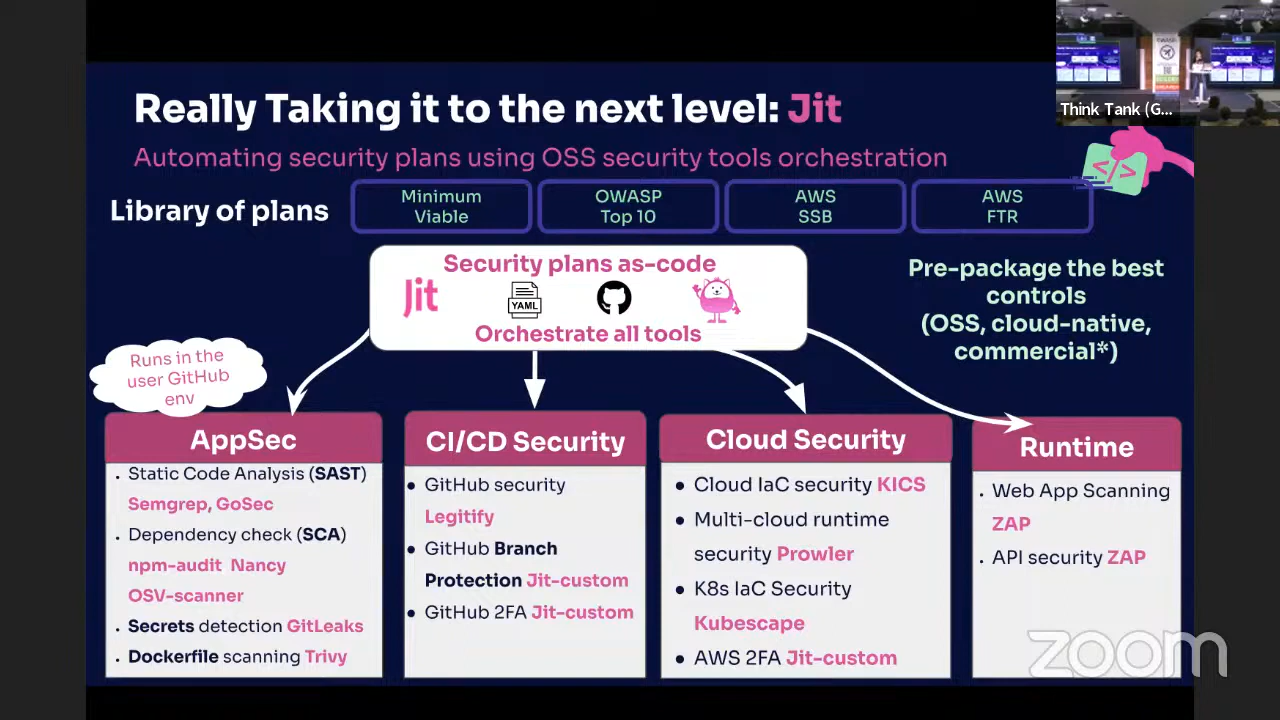 Think Tank (G...
Really Taking it to the next level: Jit
Automating security plans using OSS security tools orchestration
</>
Library of plans
Minimum
Viable
OWASP
Top 10
AWS
SSB
AWS
FTR
Security plans as-code
Jit
YAML
Orchestrate all tools
Pre-package the best
controls
(OSS, cloud-native,
commercial*)
Runs in the
user GitHub
env
AppSec
. Static Code Analysis (SAST)
Semgrep, GoSec
. Dependency check (SCA)
npm-audit Nancy
OSV-scanner
. Secrets detection GitLeaks
. Dockerfile scanning Trivy
CI/CD Security
• GitHub security
Legitify
• GitHub Branch
Protection Jit-custom
• GitHub 2FA Jit-custom
Cloud Security
• Cloud IaC security KICS
• Multi-cloud runtime
security Prowler
• K8s IaC Security
Kubescape
• AWS 2FA Jit-custom
Runtime
. Web App Scanning
ZAP
. API security ZAP
zoom